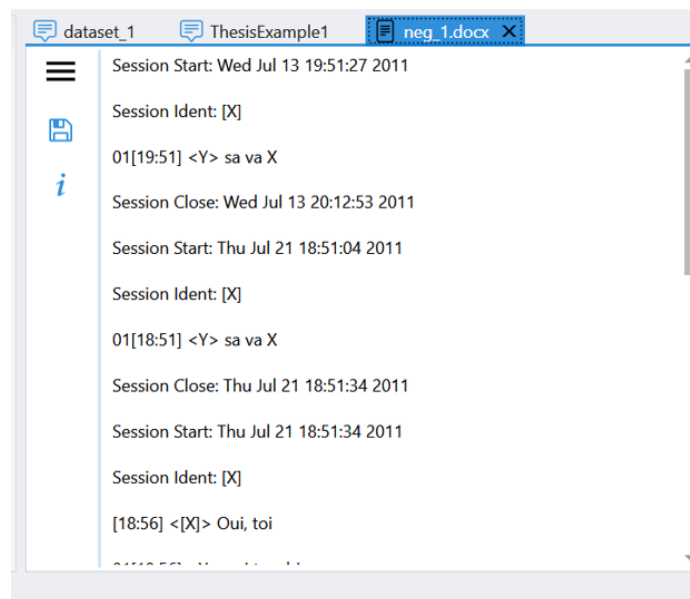 dataset_1
ThesisExample1
neg_1.docx
Session Start: Wed Jul 13 19:51:27 2011
Session Ident: [X]
01[19:51] <Y> sa va X
Session Close: Wed Jul 13 20:12:53 2011
Session Start: Thu Jul 21 18:51:04 2011
Session Ident: [X]
01[18:51] <Y> sa va X
Session Close: Thu Jul 21 18:51:34 2011
Session Start: Thu Jul 21 18:51:34 2011
Session Ident: [X]
[18:56] <[X]> Oui, toi